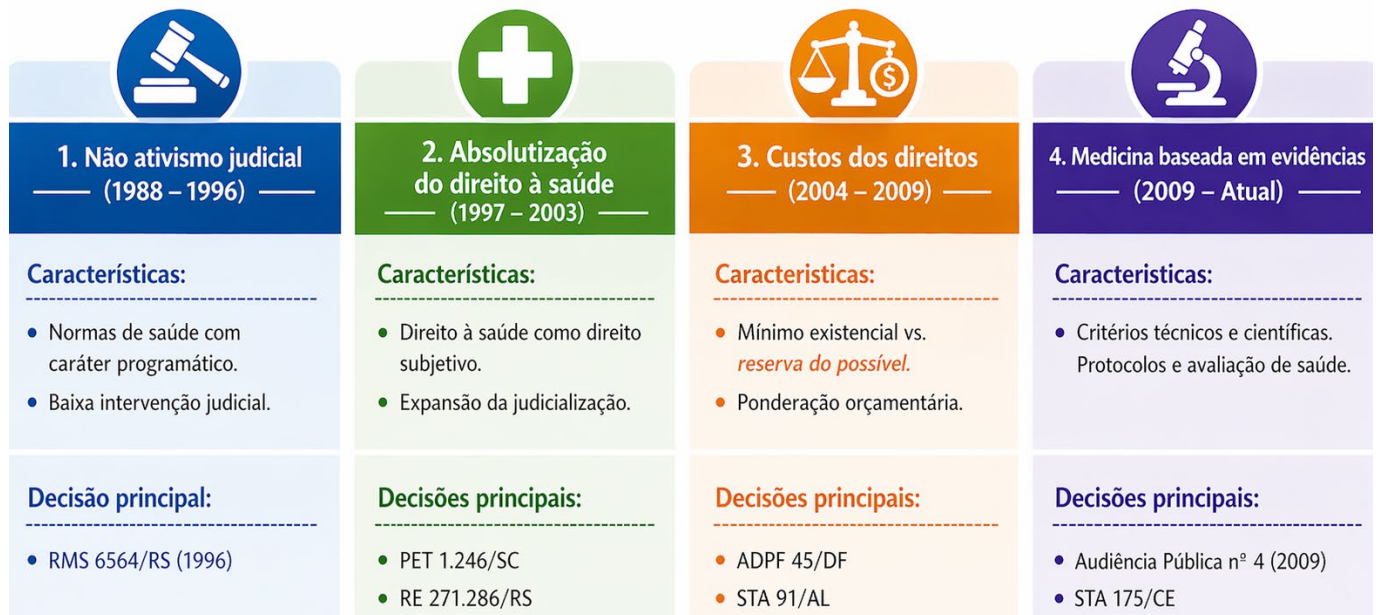 1. Não ativismo judicial
(1988 – 1996)
Características:
• Normas de saúde com
caráter programático.
• Baixa intervenção judicial.
Decisão principal:
• RMS 6564/RS (1996)
2. Absolutização
do direito à saúde
(1997 – 2003)
Características:
• Direito à saúde como direito
subjetivo.
• Expansão da judicialização.
Decisões principais:
• PET 1.246/SC
• RE 271.286/RS
$
3. Custos dos direitos
(2004 – 2009)
Caracteristicas:
• Mínimo existencial vs.
reserva do possível.
• Ponderação orçamentária.
Decisões principais:
• ADPF 45/DF
• STA 91/AL
4. Medicina baseada em evidências
(2009 – Atual)
Caracteristicas:
• Critérios técnicos e científicas.
Protocolos e avaliação de saúde.
Decisões principais:
• Audiência Pública nº 4 (2009)
• STA 175/CE